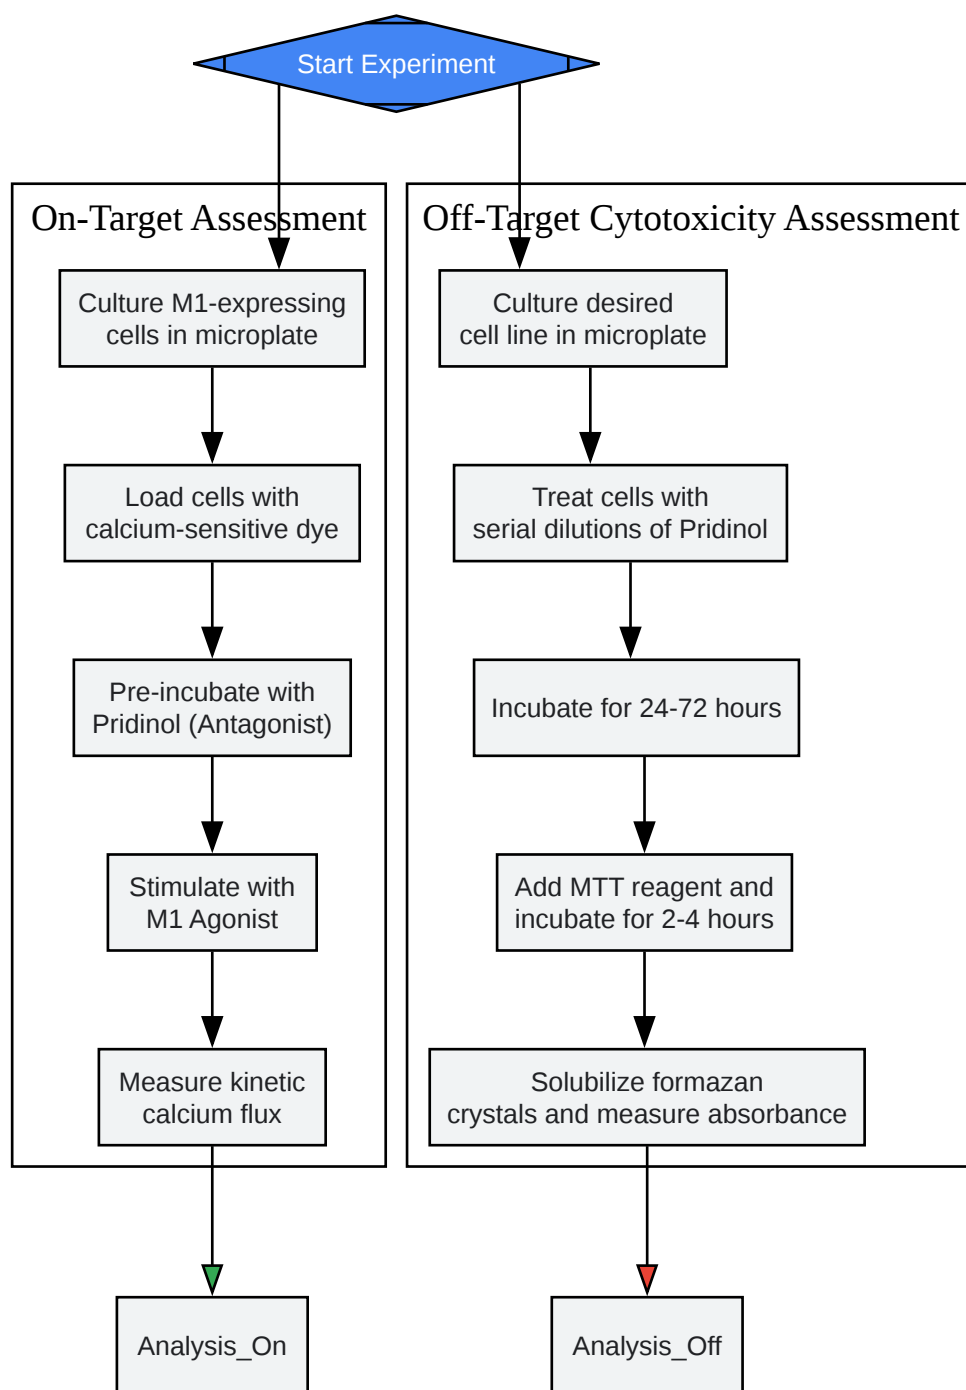 Start Experiment
On-Target Assessment
Culture M1-expressing
cells in microplate
Load cells with
calcium-sensitive dye
Pre-incubate with
Pridinol (Antagonist)
Stimulate with
M1 Agonist
Measure kinetic
calcium flux
Analysis_On
Off-Target Cytotoxicity Assessment
Culture desired
cell line in microplate
Treat cells with
serial dilutions of Pridinol
Incubate for 24-72 hours
Add MTT reagent and
incubate for 2-4 hours
Solubilize formazan
crystals and measure absorbance
Analysis_Off